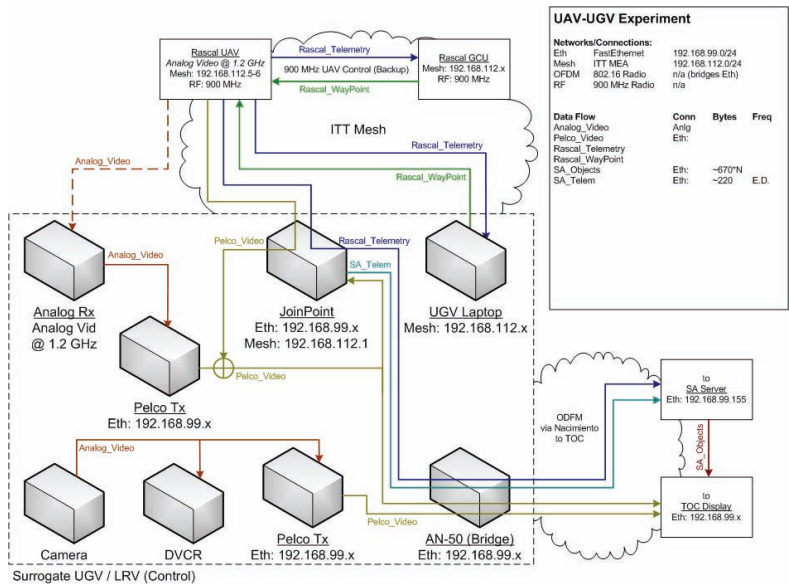 Rascal UAV
Analog Video @ 1.2 GHz
Mesh: 192.168.112.5-6
RF: 900 MHz
Rascal_Telemetry
900 MHz UAV Control (Backup)
Rascal_WayPoint
Rascal GCU
Mesh: 192.168.112.x
RF: 900 MHz
ITT Mesh
Analog_Video
Rascal_Telemetry
Rascal_WayPoint
UAV-UGV Experiment
Networks/Connections:
Eth FastEthernet 192.168.99.0/24
Mesh ITT MEA 192.168.112.0/24
OFDM 802.16 Radio n/a (bridges Eth)
RF 900 MHz Radio n/a
Data Flow Conn Bytes Freq
Analog_Video Anlg
Pelco_Video Eth:
Rascal_Telemetry
Rascal_WayPoint
SA_Objects Eth: ~670*N
SA_Telem Eth: ~220 E.D.
Analog_Video
Pelco_Video
Rascal_Telemetry
SA_Telem
Analog Rx
Analog Vid
@ 1.2 GHz
JoinPoint
Eth: 192.168.99.x
Mesh: 192.168.112.1
UGV Laptop
Mesh: 192.168.112.x
Pelco_Video
Pelco Tx
Eth: 192.168.99.x
to
SA Server
Eth: 192.168.99.155
ODFM
via Nacimiento
to TOC
SA_Objects
to
TOC Display
Eth: 192.168.99.x
Analog_Video
Pelco_Video
Camera
DVCR
Pelco Tx
Eth: 192.168.99.x
AN-50 (Bridge)
Eth: 192.168.99.x
Surrogate UGV / LRV (Control)